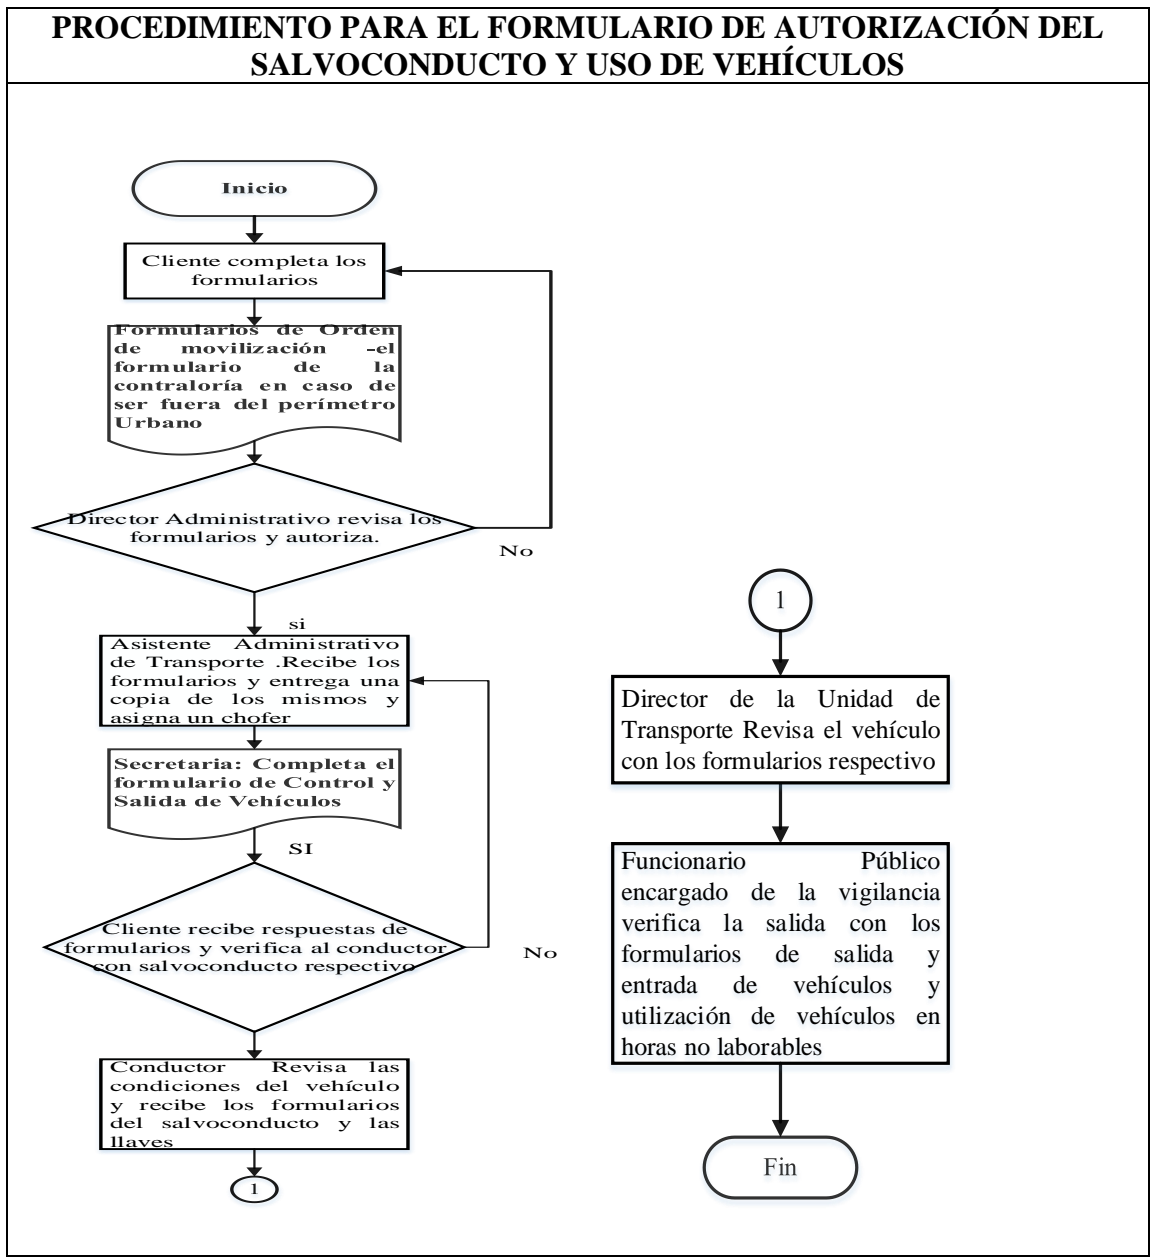 PROCEDIMIENTO PARA EL FORMULARIO DE AUTORIZACIÓN DEL
SALVOCONDUCTO Y USO DE VEHÍCULOS
Inicio
Cliente completa los
formularios
Formularios de Orden
de movilización -el
formulario de la
contraloría en caso de
ser fuera del perímetro
Urbano
Director Administrativo revisa los
formularios y autoriza.
No
si
Asistente Administrativo
de Transporte .Recibe los
formularios y entrega una
copia de los mismos y
asigna un chofer
Secretaria: Completa el
formulario de Control y
Salida de Vehículos
SI
Cliente recibe respuestas de
formularios y verifica al conductor
con salvoconducto respectivo
No
Conductor Revisa las
condiciones del vehículo
y recibe los formularios
del salvoconducto y las
llaves
1
1
Director de la Unidad de
Transporte Revisa el vehículo
con los formularios respectivo
Funcionario Público
encargado de la vigilancia
verifica la salida con los
formularios de salida y
entrada de vehículos y
utilización de vehículos en
horas no laborables
Fin